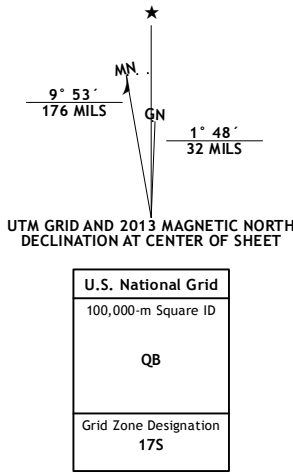 ★
MN
GN
9° 53´
176 MILS
1° 48´
32 MILS
UTM GRID AND 2013 MAGNETIC NORTH
DECLINATION AT CENTER OF SHEET
U.S. National Grid
100,000-m Square ID
QB
Grid Zone Designation
17S